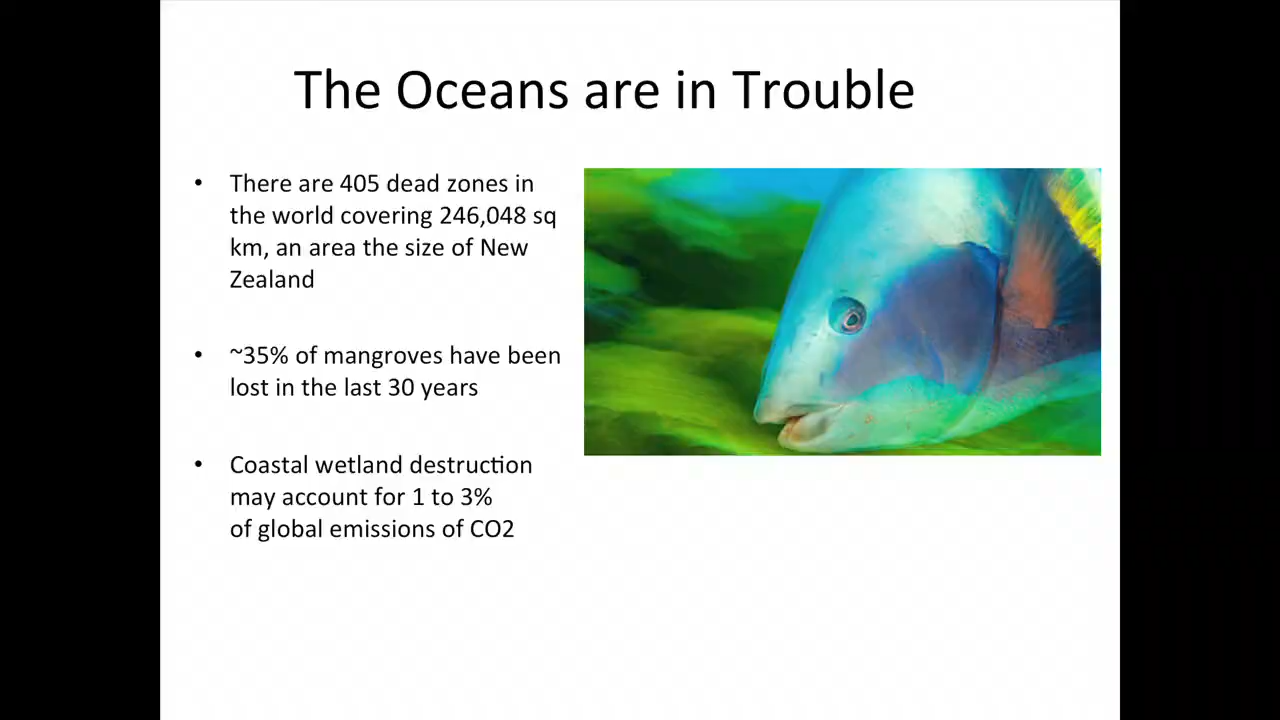 The Oceans are in Trouble
• There are 405 dead zones in
the world covering 246,048 sq
km, an area the size of New
Zealand
• ~35% of mangroves have been
lost in the last 30 years
• Coastal wetland destruction
may account for 1 to 3%
of global emissions of CO2